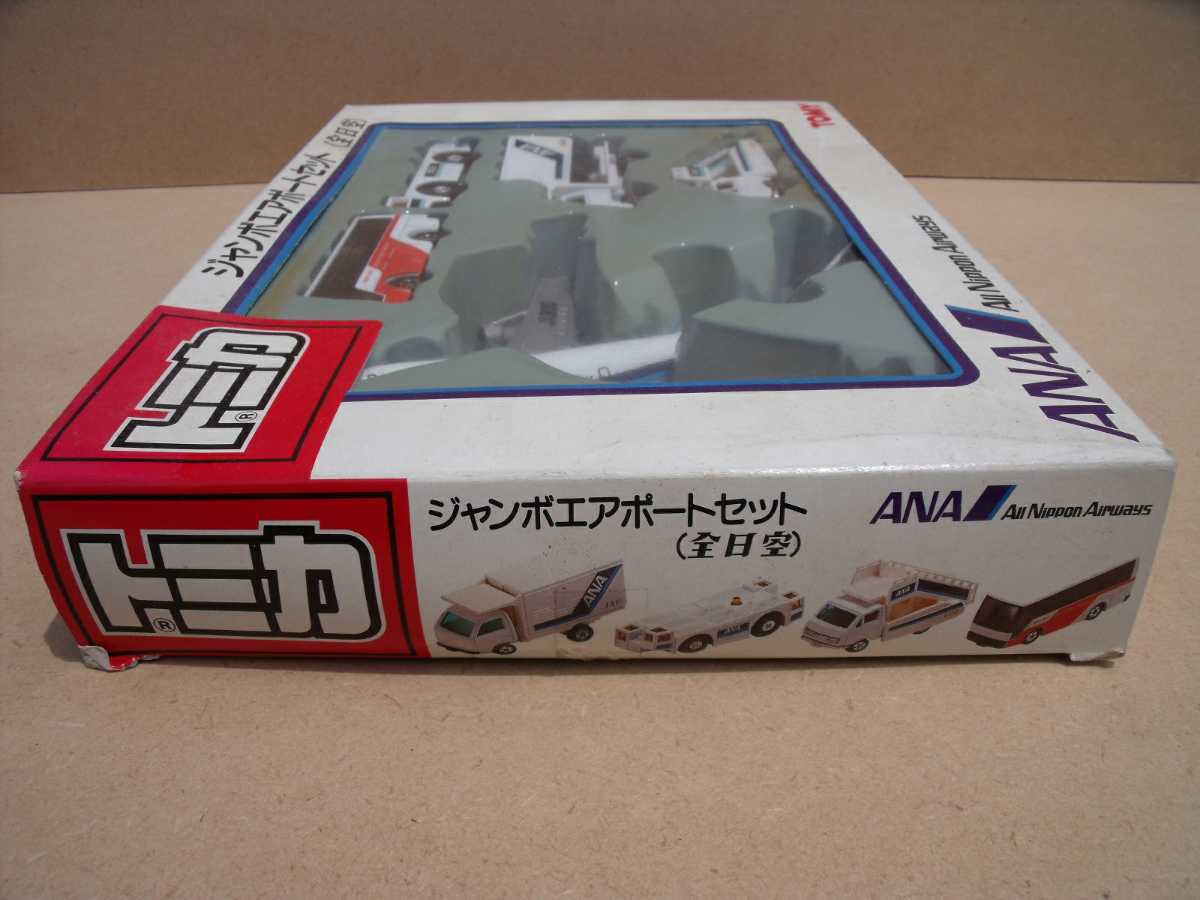 TOMY
ジャンボエアポートセット (全日空)
ANA All Nippon Airways
トミカ®
トミカ®
ジャンボエアポートセット
(全日空)
ANA All Nippon Airways
ANA
ANA
ANA